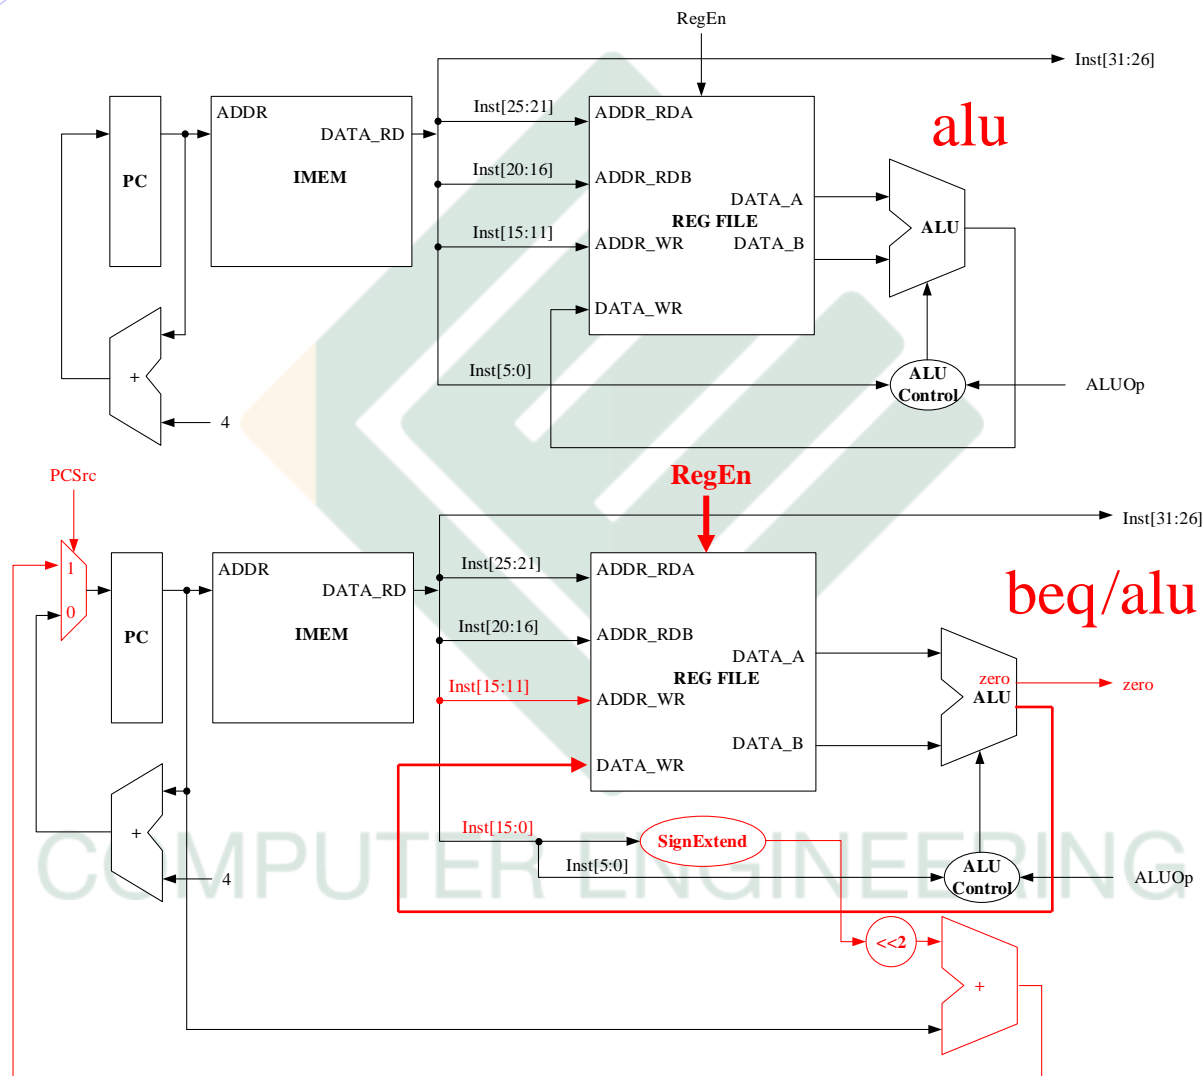 RegEn
Inst[31:26]
ADDR
DATA_RD
IMEM
PC
Inst[25:21]
ADDR_RDA
Inst[20:16]
ADDR_RDB
Inst[15:11]
ADDR_WR
DATA_WR
REG FILE
DATA_A
DATA_B
alu
ALU
Inst[5:0]
ALU
Control
ALUOp
+
4
PCSrc
1
0
RegEn
Inst[31:26]
PC
ADDR
DATA_RD
IMEM
Inst[25:21]
ADDR_RDA
Inst[20:16]
ADDR_RDB
Inst[15:11]
ADDR_WR
DATA_WR
REG FILE
DATA_A
DATA_B
beq/alu
zero
ALU
zero
+
4
Inst[15:0]
SignExtend
Inst[5:0]
ALU
Control
ALUOp
<<2
+
COMPUTER ENGINEERING